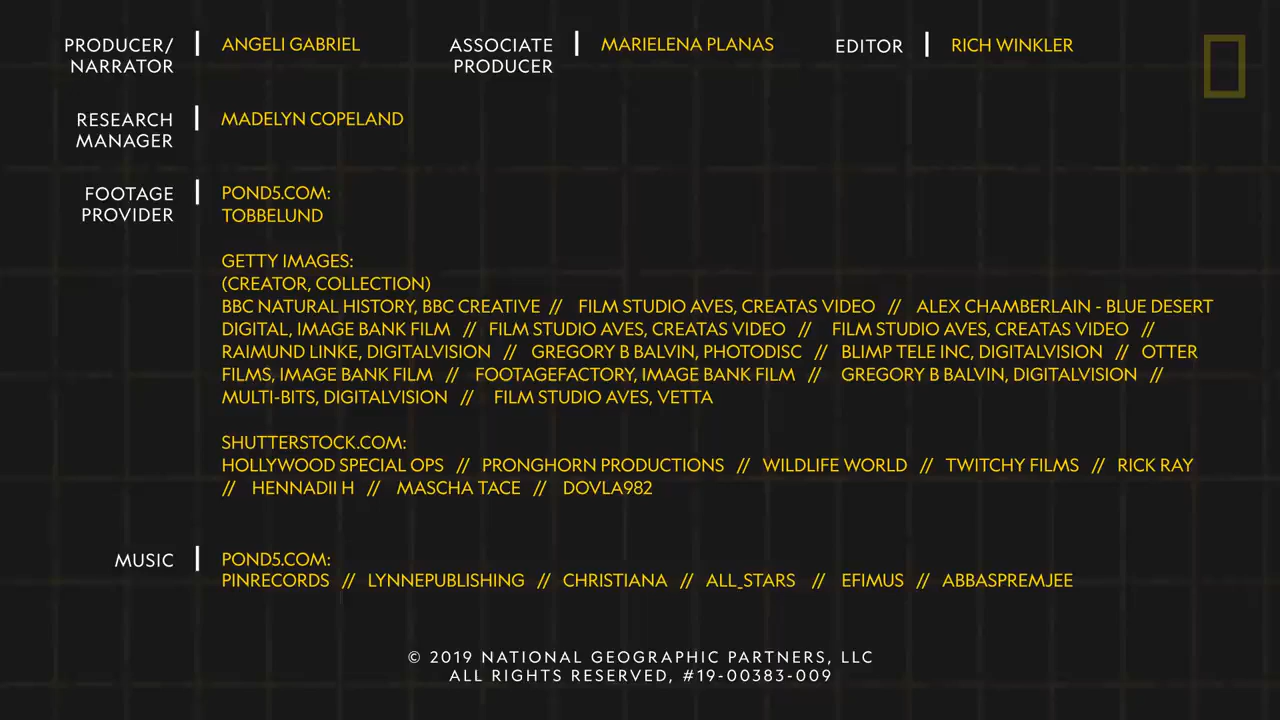 PRODUCER/ NARRATOR | ANGELI GABRIEL
ASSOCIATE PRODUCER | MARIELENA PLANAS
EDITOR | RICH WINKLER
RESEARCH MANAGER | MADELYN COPELAND
FOOTAGE PROVIDER | POND5.COM:
TOBBELUND
GETTY IMAGES:
(CREATOR, COLLECTION)
BBC NATURAL HISTORY, BBC CREATIVE // FILM STUDIO AVES, CREATAS VIDEO // ALEX CHAMBERLAIN - BLUE DESERT
DIGITAL, IMAGE BANK FILM // FILM STUDIO AVES, CREATAS VIDEO // FILM STUDIO AVES, CREATAS VIDEO //
RAIMUND LINKE, DIGITALVISION // GREGORY B BALVIN, PHOTODISC // BLIMP TELE INC, DIGITALVISION // OTTER
FILMS, IMAGE BANK FILM // FOOTAGEFACTORY, IMAGE BANK FILM // GREGORY B BALVIN, DIGITALVISION //
MULTI-BITS, DIGITALVISION // FILM STUDIO AVES, VETTA
SHUTTERSTOCK.COM:
HOLLYWOOD SPECIAL OPS // PRONGHORN PRODUCTIONS // WILDLIFE WORLD // TWITCHY FILMS // RICK RAY
// HENNADII H // MASCHA TACE // DOVLA982
MUSIC | POND5.COM:
PINRECORDS // LYNNEPUBLISHING // CHRISTIANA // ALL_STARS // EFIMUS // ABBASPREMJEE
© 2019 NATIONAL GEOGRAPHIC PARTNERS, LLC
ALL RIGHTS RESERVED, #19-00383-009